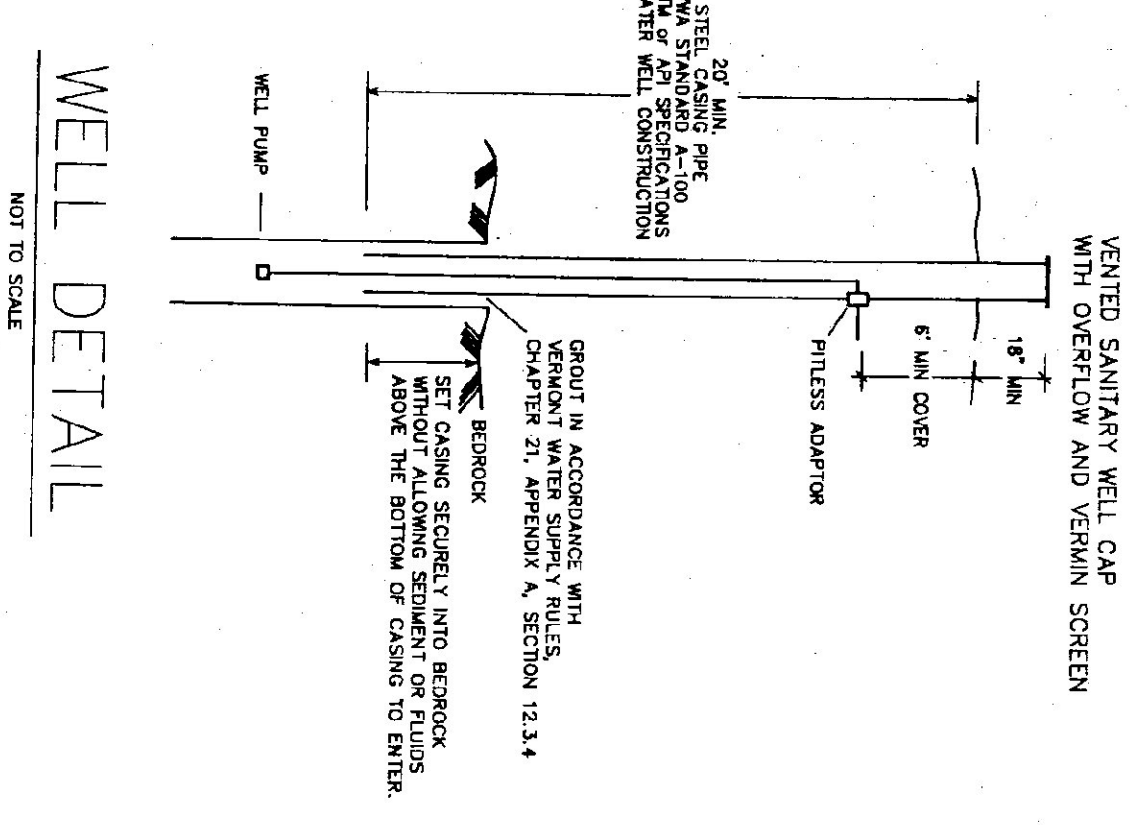 VENTED SANITARY WELL CAP
WITH OVERFLOW AND VERMIN SCREEN
18" MIN
6' MIN COVER
PITLESS ADAPTOR
20' MIN.
STEEL CASING PIPE
STANDARD A-100
or API SPECIFICATIONS
WELL CONSTRUCTION
GROUT IN ACCORDANCE WITH
VERMONT WATER SUPPLY RULES,
CHAPTER 21, APPENDIX A, SECTION 12.3.4
BEDROCK
SET CASING SECURELY INTO BEDROCK
WITHOUT ALLOWING SEDIMENT OR FLUIDS
ABOVE THE BOTTOM OF CASING TO ENTER.
WELL PUMP
WELL DETAIL
NOT TO SCALE